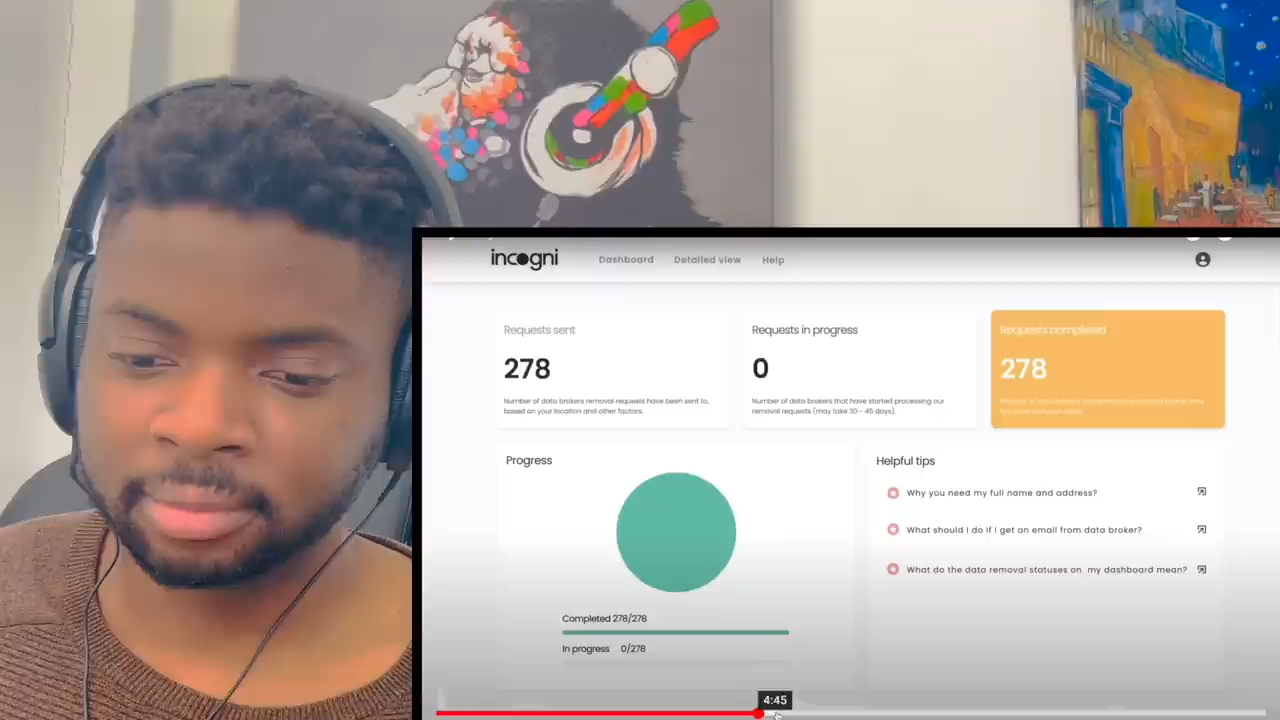 incogni
Dashboard
Detailed view
Help
Requests sent
278
Number of data brokers removal requests have been sent to,
based on your location and other factors.
Requests in progress
0
Number of data brokers that have started processing our
removal requests (may take 30 - 45 days).
Requests completed
278
Progress
Completed 278/278
In progress 0/278
Helpful tips
Why you need my full name and address?
What should I do if I get an email from data broker?
What do the data removal statuses on my dashboard mean?
4:45